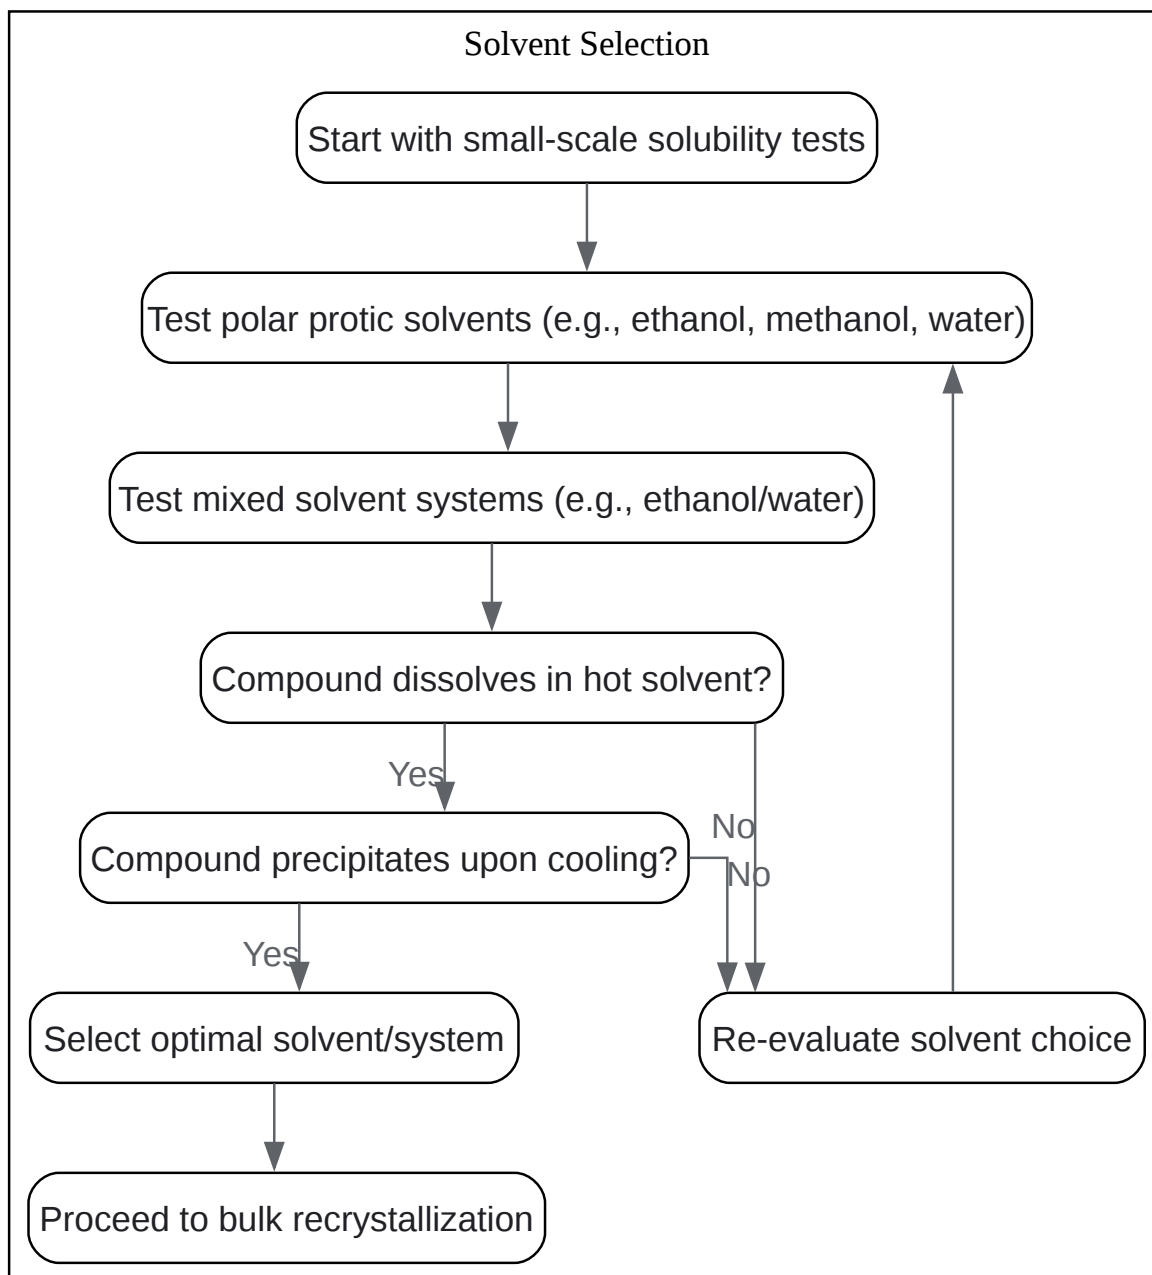 Solvent Selection
Start with small-scale solubility tests
Test polar protic solvents (e.g., ethanol, methanol, water)
Test mixed solvent systems (e.g., ethanol/water)
Compound dissolves in hot solvent?
Yes
No
Compound precipitates upon cooling?
No
Yes
Select optimal solvent/system
Re-evaluate solvent choice
Proceed to bulk recrystallization